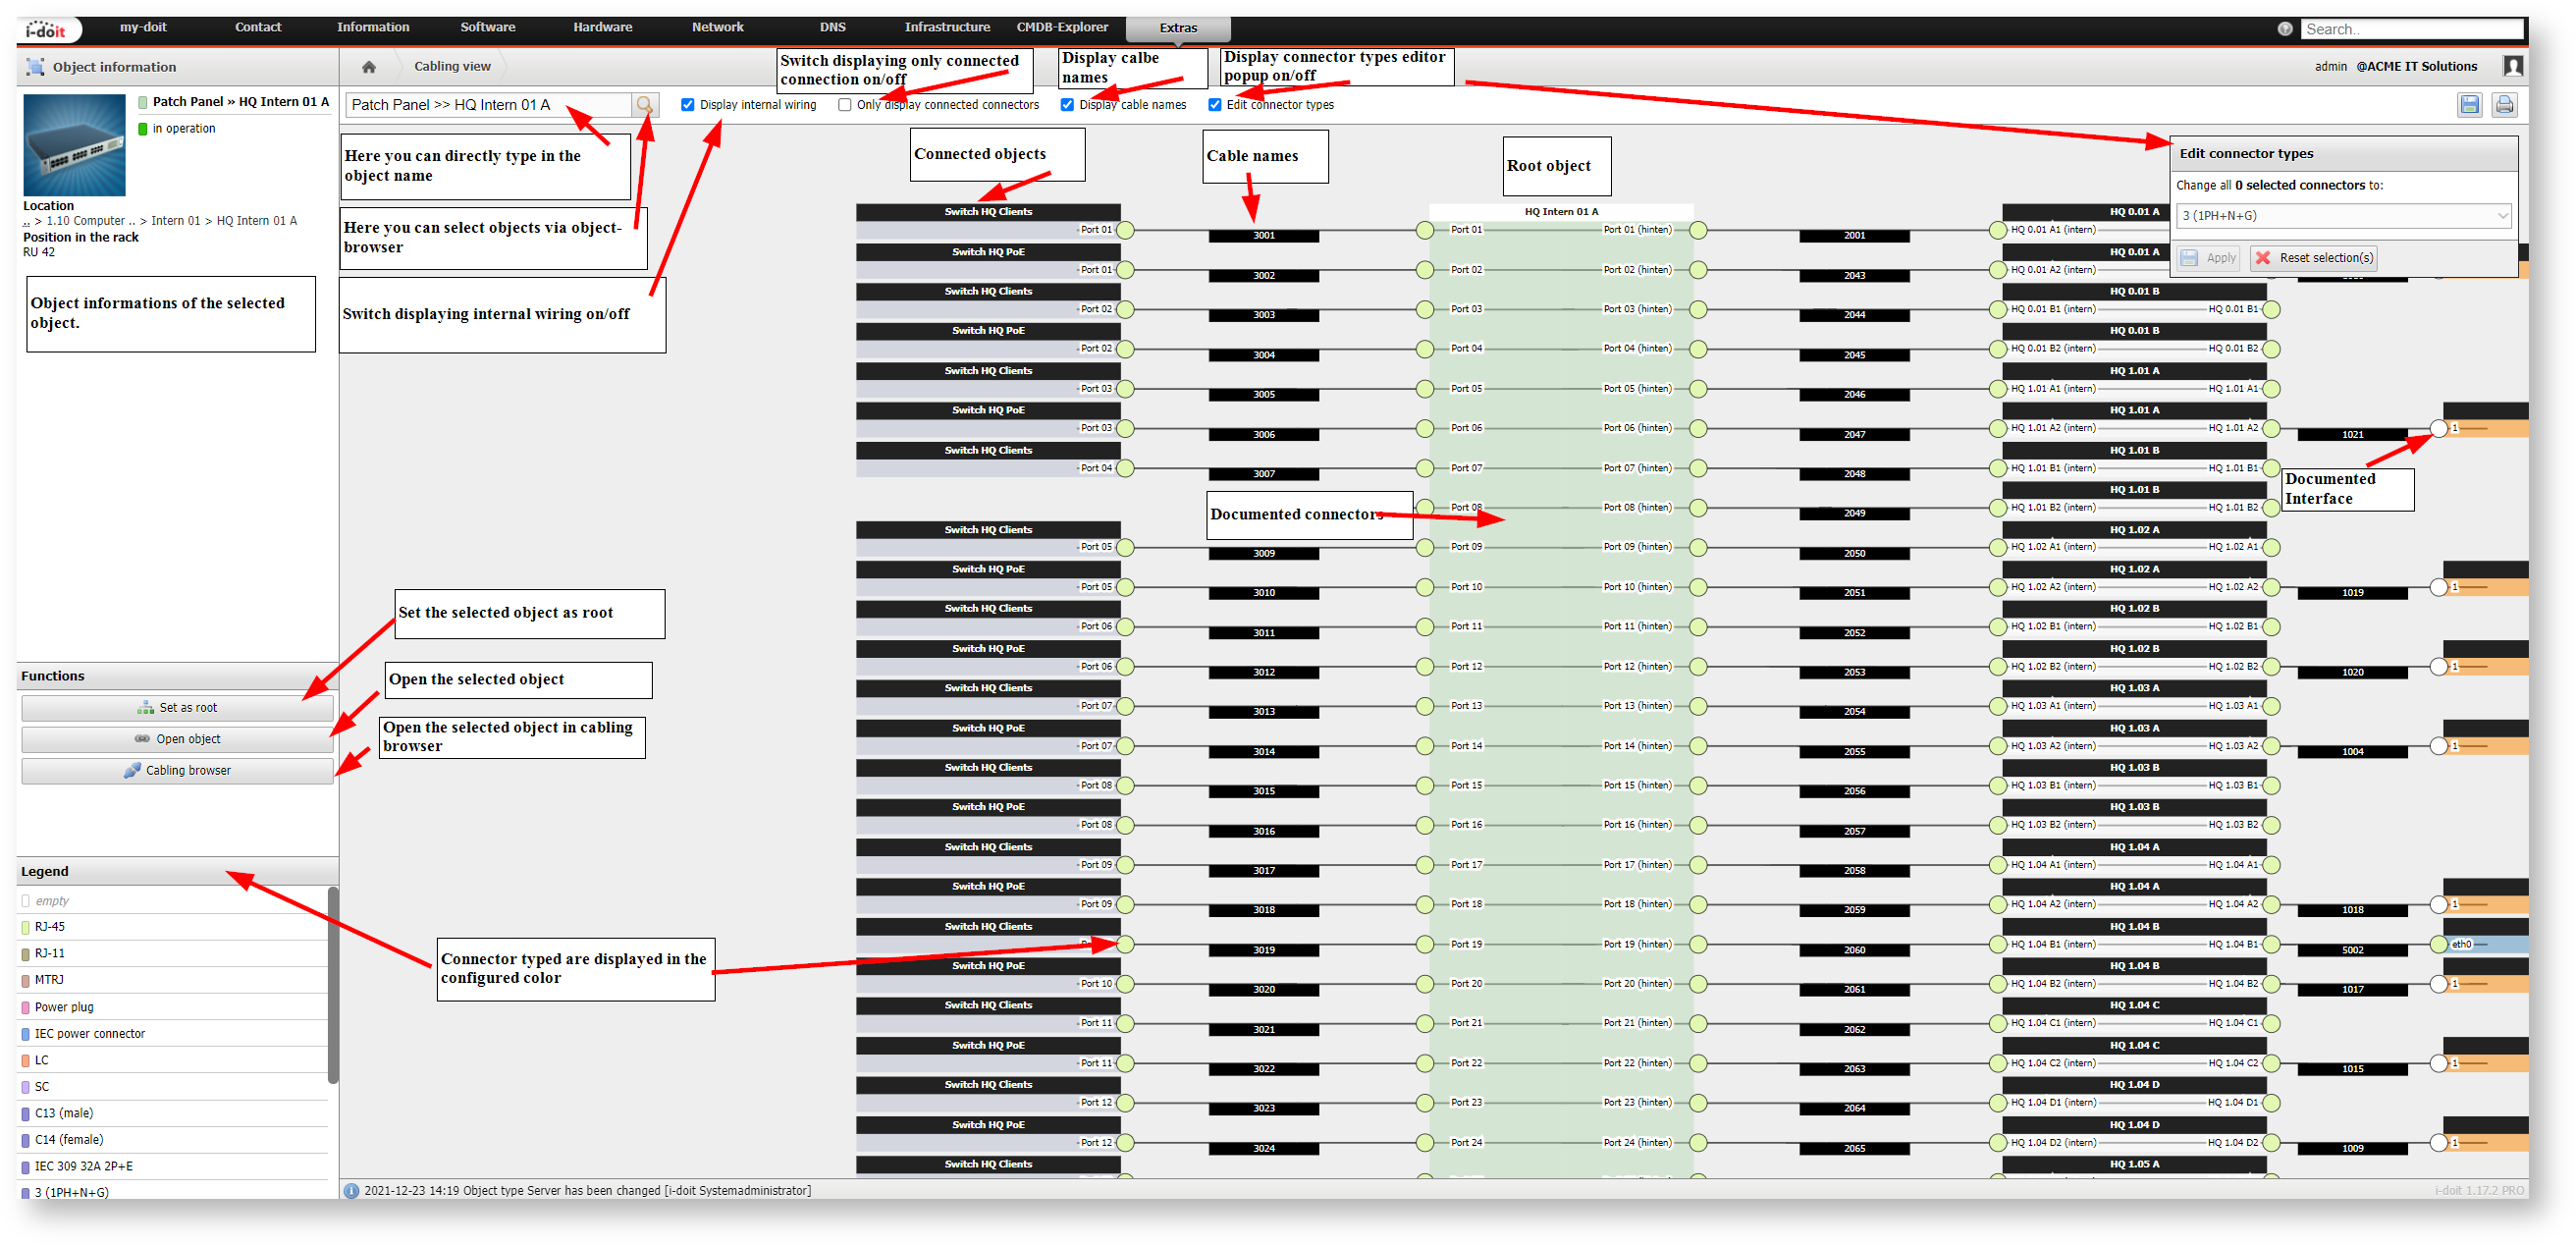 i-doit
my-doit Contact Information Software Hardware Network DNS Infrastructure CMDB-Explorer Extras
Search..
Object information
Cabling view
admin @ACME IT Solutions
Switch displaying only connected
connection on/off
Display calbe
names
Display connector types editor
popup on/off
Patch Panel >> HQ Intern 01 A
Display internal wiring
Only display connected connectors
Display cable names
Edit connector types
Patch Panel » HQ Intern 01 A
in operation
Location
.. > 1.10 Computer .. > Intern 01 > HQ Intern 01 A
Position in the rack
RU 42
Object informations of the selected
object.
Here you can directly type in the
object name
Here you can select objects via object-
browser
Switch displaying internal wiring on/off
Connected objects
Cable names
Root object
Edit connector types
Change all 0 selected connectors to:
3 (1PH+N+G)
Apply
Reset selection(s)
Set the selected object as root
Open the selected object
Open the selected object in cabling
browser
Functions
Set as root
Open object
Cabling browser
Legend
empty
RJ-45
RJ-11
MTRJ
Power plug
IEC power connector
LC
SC
C13 (male)
C14 (female)
IEC 309 32A 2P+E
3 (1PH+N+G)
Connector typed are displayed in the
configured color
Documented connectors
Documented
Interface
Switch HQ Clients HQ Intern 01 A HQ 0.01 A
Port 01 3001 Port 01 Port 01 (hinten) 2001 HQ 0.01 A1 (intern)
Switch HQ PoE HQ 0.01 A
Port 01 3002 Port 02 Port 02 (hinten) 2043 HQ 0.01 A2 (intern)
Switch HQ Clients HQ 0.01 B
Port 02 3003 Port 03 Port 03 (hinten) 2044 HQ 0.01 B1 (intern) HQ 0.01 B1
Switch HQ PoE HQ 0.01 B
Port 02 3004 Port 04 Port 04 (hinten) 2045 HQ 0.01 B2 (intern) HQ 0.01 B2
Switch HQ Clients HQ 1.01 A
Port 03 3005 Port 05 Port 05 (hinten) 2046 HQ 1.01 A1 (intern) HQ 1.01 A1
Switch HQ PoE HQ 1.01 A
Port 03 3006 Port 06 Port 06 (hinten) 2047 HQ 1.01 A2 (intern) HQ 1.01 A2 1021 1
Switch HQ Clients HQ 1.01 B
Port 04 3007 Port 07 Port 07 (hinten) 2048 HQ 1.01 B1 (intern) HQ 1.01 B1
HQ 1.01 B
Port 08 Port 08 (hinten) 2049 HQ 1.01 B2 (intern) HQ 1.01 B2
Switch HQ Clients HQ 1.02 A
Port 05 3009 Port 09 Port 09 (hinten) 2050 HQ 1.02 A1 (intern) HQ 1.02 A1
Switch HQ PoE HQ 1.02 A
Port 05 3010 Port 10 Port 10 (hinten) 2051 HQ 1.02 A2 (intern) HQ 1.02 A2 1019 1
Switch HQ Clients HQ 1.02 B
Port 06 3011 Port 11 Port 11 (hinten) 2052 HQ 1.02 B1 (intern) HQ 1.02 B1
Switch HQ PoE HQ 1.02 B
Port 06 3012 Port 12 Port 12 (hinten) 2053 HQ 1.02 B2 (intern) HQ 1.02 B2 1020 1
Switch HQ Clients HQ 1.03 A
Port 07 3013 Port 13 Port 13 (hinten) 2054 HQ 1.03 A1 (intern) HQ 1.03 A1
Switch HQ PoE HQ 1.03 A
Port 07 3014 Port 14 Port 14 (hinten) 2055 HQ 1.03 A2 (intern) HQ 1.03 A2 1004 1
Switch HQ Clients HQ 1.03 B
Port 08 3015 Port 15 Port 15 (hinten) 2056 HQ 1.03 B1 (intern) HQ 1.03 B1
Switch HQ PoE HQ 1.03 B
Port 08 3016 Port 16 Port 16 (hinten) 2057 HQ 1.03 B2 (intern) HQ 1.03 B2
Switch HQ Clients HQ 1.04 A
Port 09 3017 Port 17 Port 17 (hinten) 2058 HQ 1.04 A1 (intern) HQ 1.04 A1
Switch HQ PoE HQ 1.04 A
Port 09 3018 Port 18 Port 18 (hinten) 2059 HQ 1.04 A2 (intern) HQ 1.04 A2 1018 1
Switch HQ Clients HQ 1.04 B
3019 Port 19 Port 19 (hinten) 2060 HQ 1.04 B1 (intern) HQ 1.04 B1 5002 eth0
Switch HQ PoE HQ 1.04 B
Port 10 3020 Port 20 Port 20 (hinten) 2061 HQ 1.04 B2 (intern) HQ 1.04 B2 1017 1
Switch HQ Clients HQ 1.04 C
Port 11 3021 Port 21 Port 21 (hinten) 2062 HQ 1.04 C1 (intern) HQ 1.04 C1
Switch HQ PoE HQ 1.04 C
Port 11 3022 Port 22 Port 22 (hinten) 2063 HQ 1.04 C2 (intern) HQ 1.04 C2 1015 1
Switch HQ Clients HQ 1.04 D
Port 12 3023 Port 23 Port 23 (hinten) 2064 HQ 1.04 D1 (intern) HQ 1.04 D1
Switch HQ PoE HQ 1.04 D
Port 12 3024 Port 24 Port 24 (hinten) 2065 HQ 1.04 D2 (intern) HQ 1.04 D2 1009 1
Switch HQ Clients HQ 1.05 A
2021-12-23 14:19 Object type Server has been changed [i-doit Systemadministrator]
i-doit 1.17.2 PRO